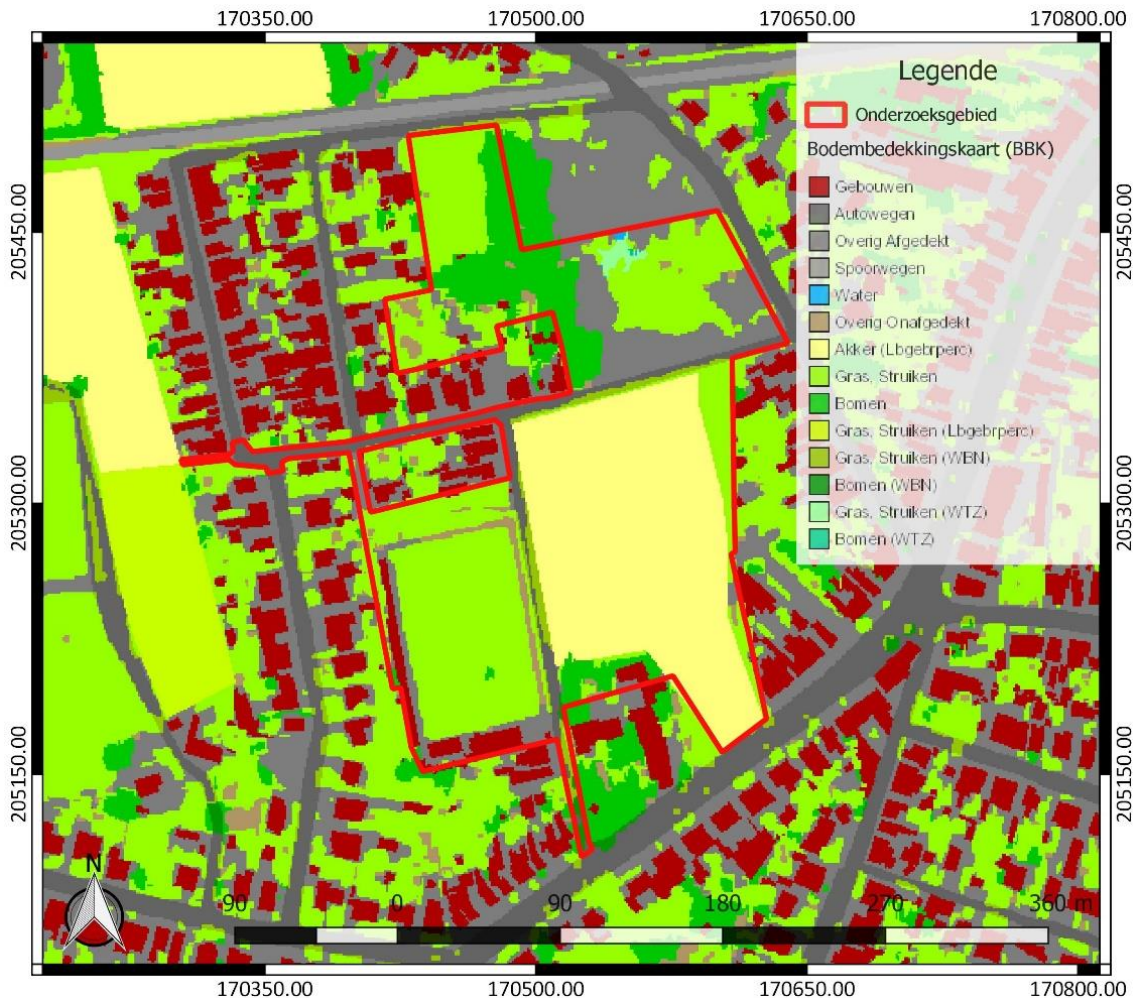 170350.00 170500.00 170650.00 170800.00
Legende
Onderzoeksgebied
Bodembedekkingskaart (BBK)
Gebouwen
Autowegen
Overig Afgedekt
Spoorwegen
Water
Overig Onafgedekt
Akker (Lbgebrperc)
Gras, Struiken
Bomen
Gras, Struiken (Lbgebrperc)
Gras, Struiken (WBN)
Bomen (WBN)
Gras, Struiken (WTZ)
Bomen (WTZ)
205450.00 205450.00
205300.00 205300.00
205150.00 205150.00
N
90 0 90 180 270 360 m
170350.00 170500.00 170650.00 170800.00